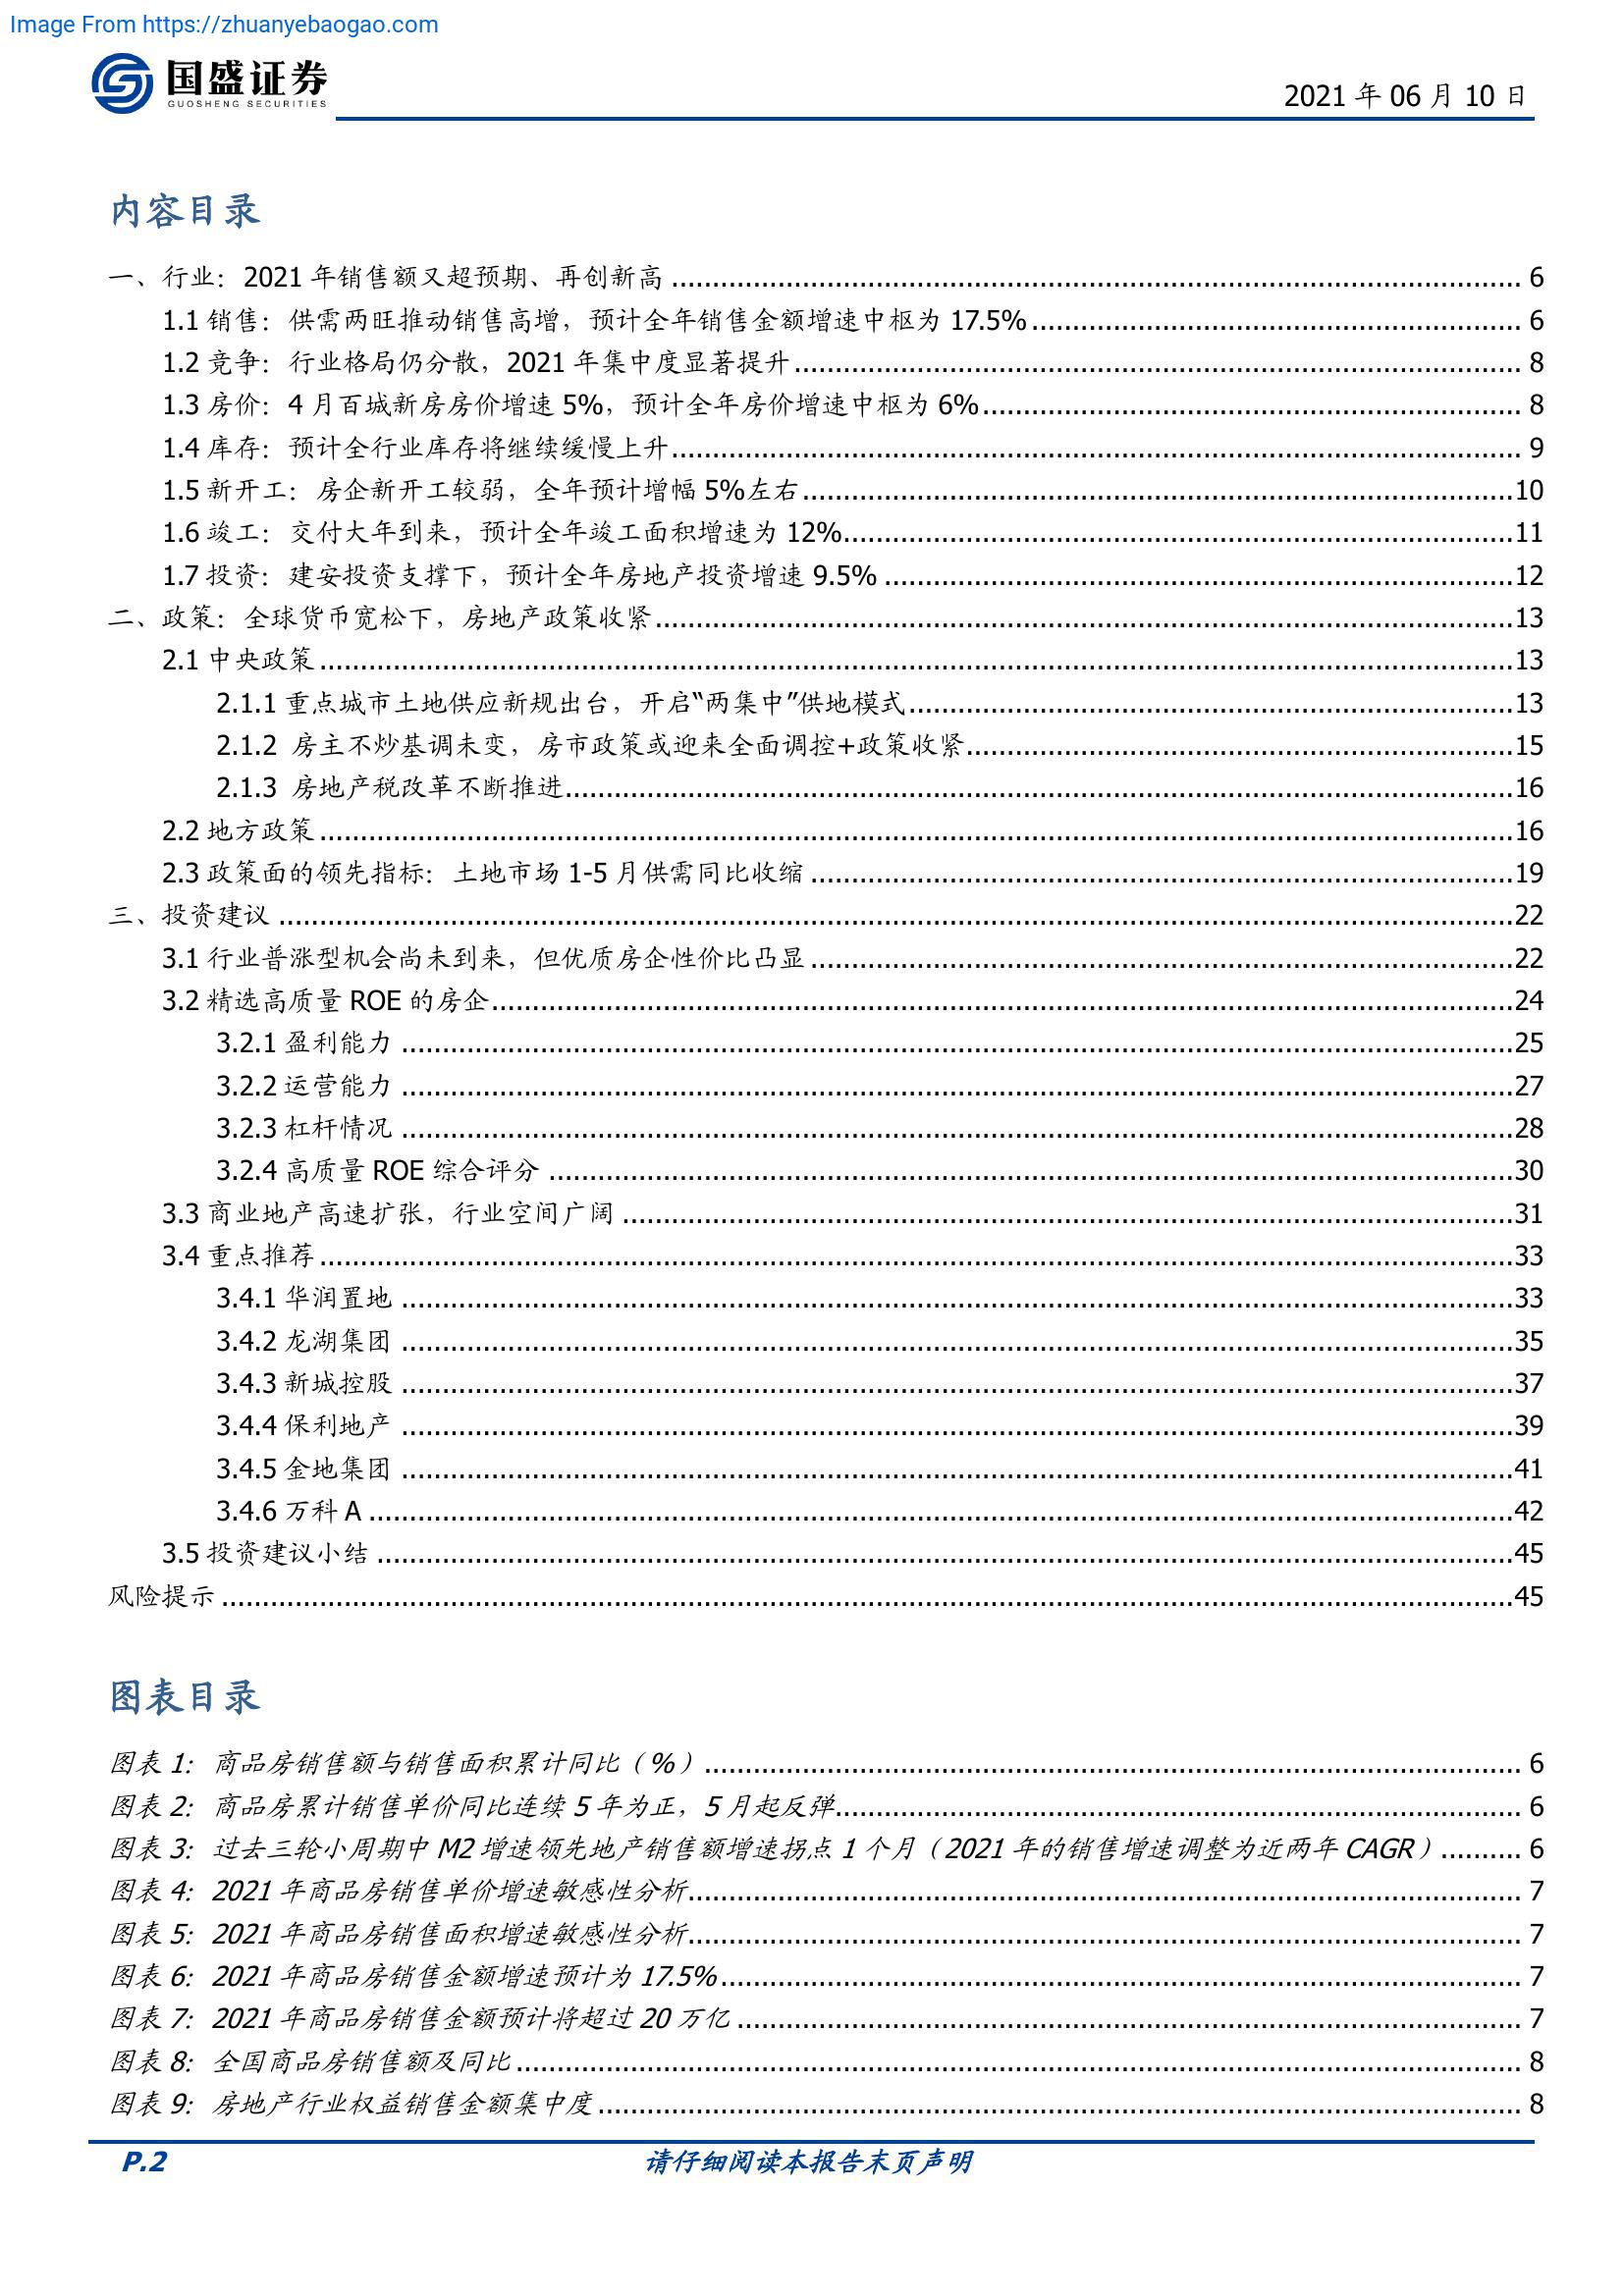 Image From https://zhuanyebaogao.com
国盛证券
GUOSHENG SECURITIES
2021 年 06 月 10 日
内容目录
一、行业：2021 年销售额又超预期、再创新高 6
1.1 销售：供需两旺推动销售高增，预计全年销售金额增速中枢为 17.5% 6
1.2 竞争：行业格局仍分散，2021 年集中度显著提升 8
1.3 房价：4 月百城新房房价增速 5%，预计全年房价增速中枢为 6% 8
1.4 库存：预计全行业库存将继续缓慢上升 9
1.5 新开工：房企新开工较弱，全年预计增幅 5%左右 10
1.6 竣工：交付大年到来，预计全年竣工面积增速为 12% 11
1.7 投资：建安投资支撑下，预计全年房地产投资增速 9.5% 12
二、政策：全球货币宽松下，房地产政策收紧 13
2.1 中央政策 13
2.1.1 重点城市土地供应新规出台，开启“两集中”供地模式 13
2.1.2 房主不炒基调未变，房市政策或迎来全面调控+政策收紧 15
2.1.3 房地产税改革不断推进 16
2.2 地方政策 16
2.3 政策面的领先指标：土地市场 1-5 月供需同比收缩 19
三、投资建议 22
3.1 行业普涨型机会尚未到来，但优质房企性价比凸显 22
3.2 精选高质量 ROE 的房企 24
3.2.1 盈利能力 25
3.2.2 运营能力 27
3.2.3 杠杆情况 28
3.2.4 高质量 ROE 综合评分 30
3.3 商业地产高速扩张，行业空间广阔 31
3.4 重点推荐 33
3.4.1 华润置地 33
3.4.2 龙湖集团 35
3.4.3 新城控股 37
3.4.4 保利地产 39
3.4.5 金地集团 41
3.4.6 万科 A 42
3.5 投资建议小结 45
风险提示 45
图表目录
图表 1：商品房销售额与销售面积累计同比（%） 6
图表 2：商品房累计销售单价同比连续 5 年为正，5 月起反弹 6
图表 3：过去三轮小周期中 M2 增速领先地产销售额增速拐点 1 个月（2021 年的销售增速调整为近两年 CAGR） 6
图表 4：2021 年商品房销售单价增速敏感性分析 7
图表 5：2021 年商品房销售面积增速敏感性分析 7
图表 6：2021 年商品房销售金额增速预计为 17.5% 7
图表 7：2021 年商品房销售金额预计将超过 20 万亿 7
图表 8：全国商品房销售额及同比 8
图表 9：房地产行业权益销售金额集中度 8
P.2
请仔细阅读本报告末页声明